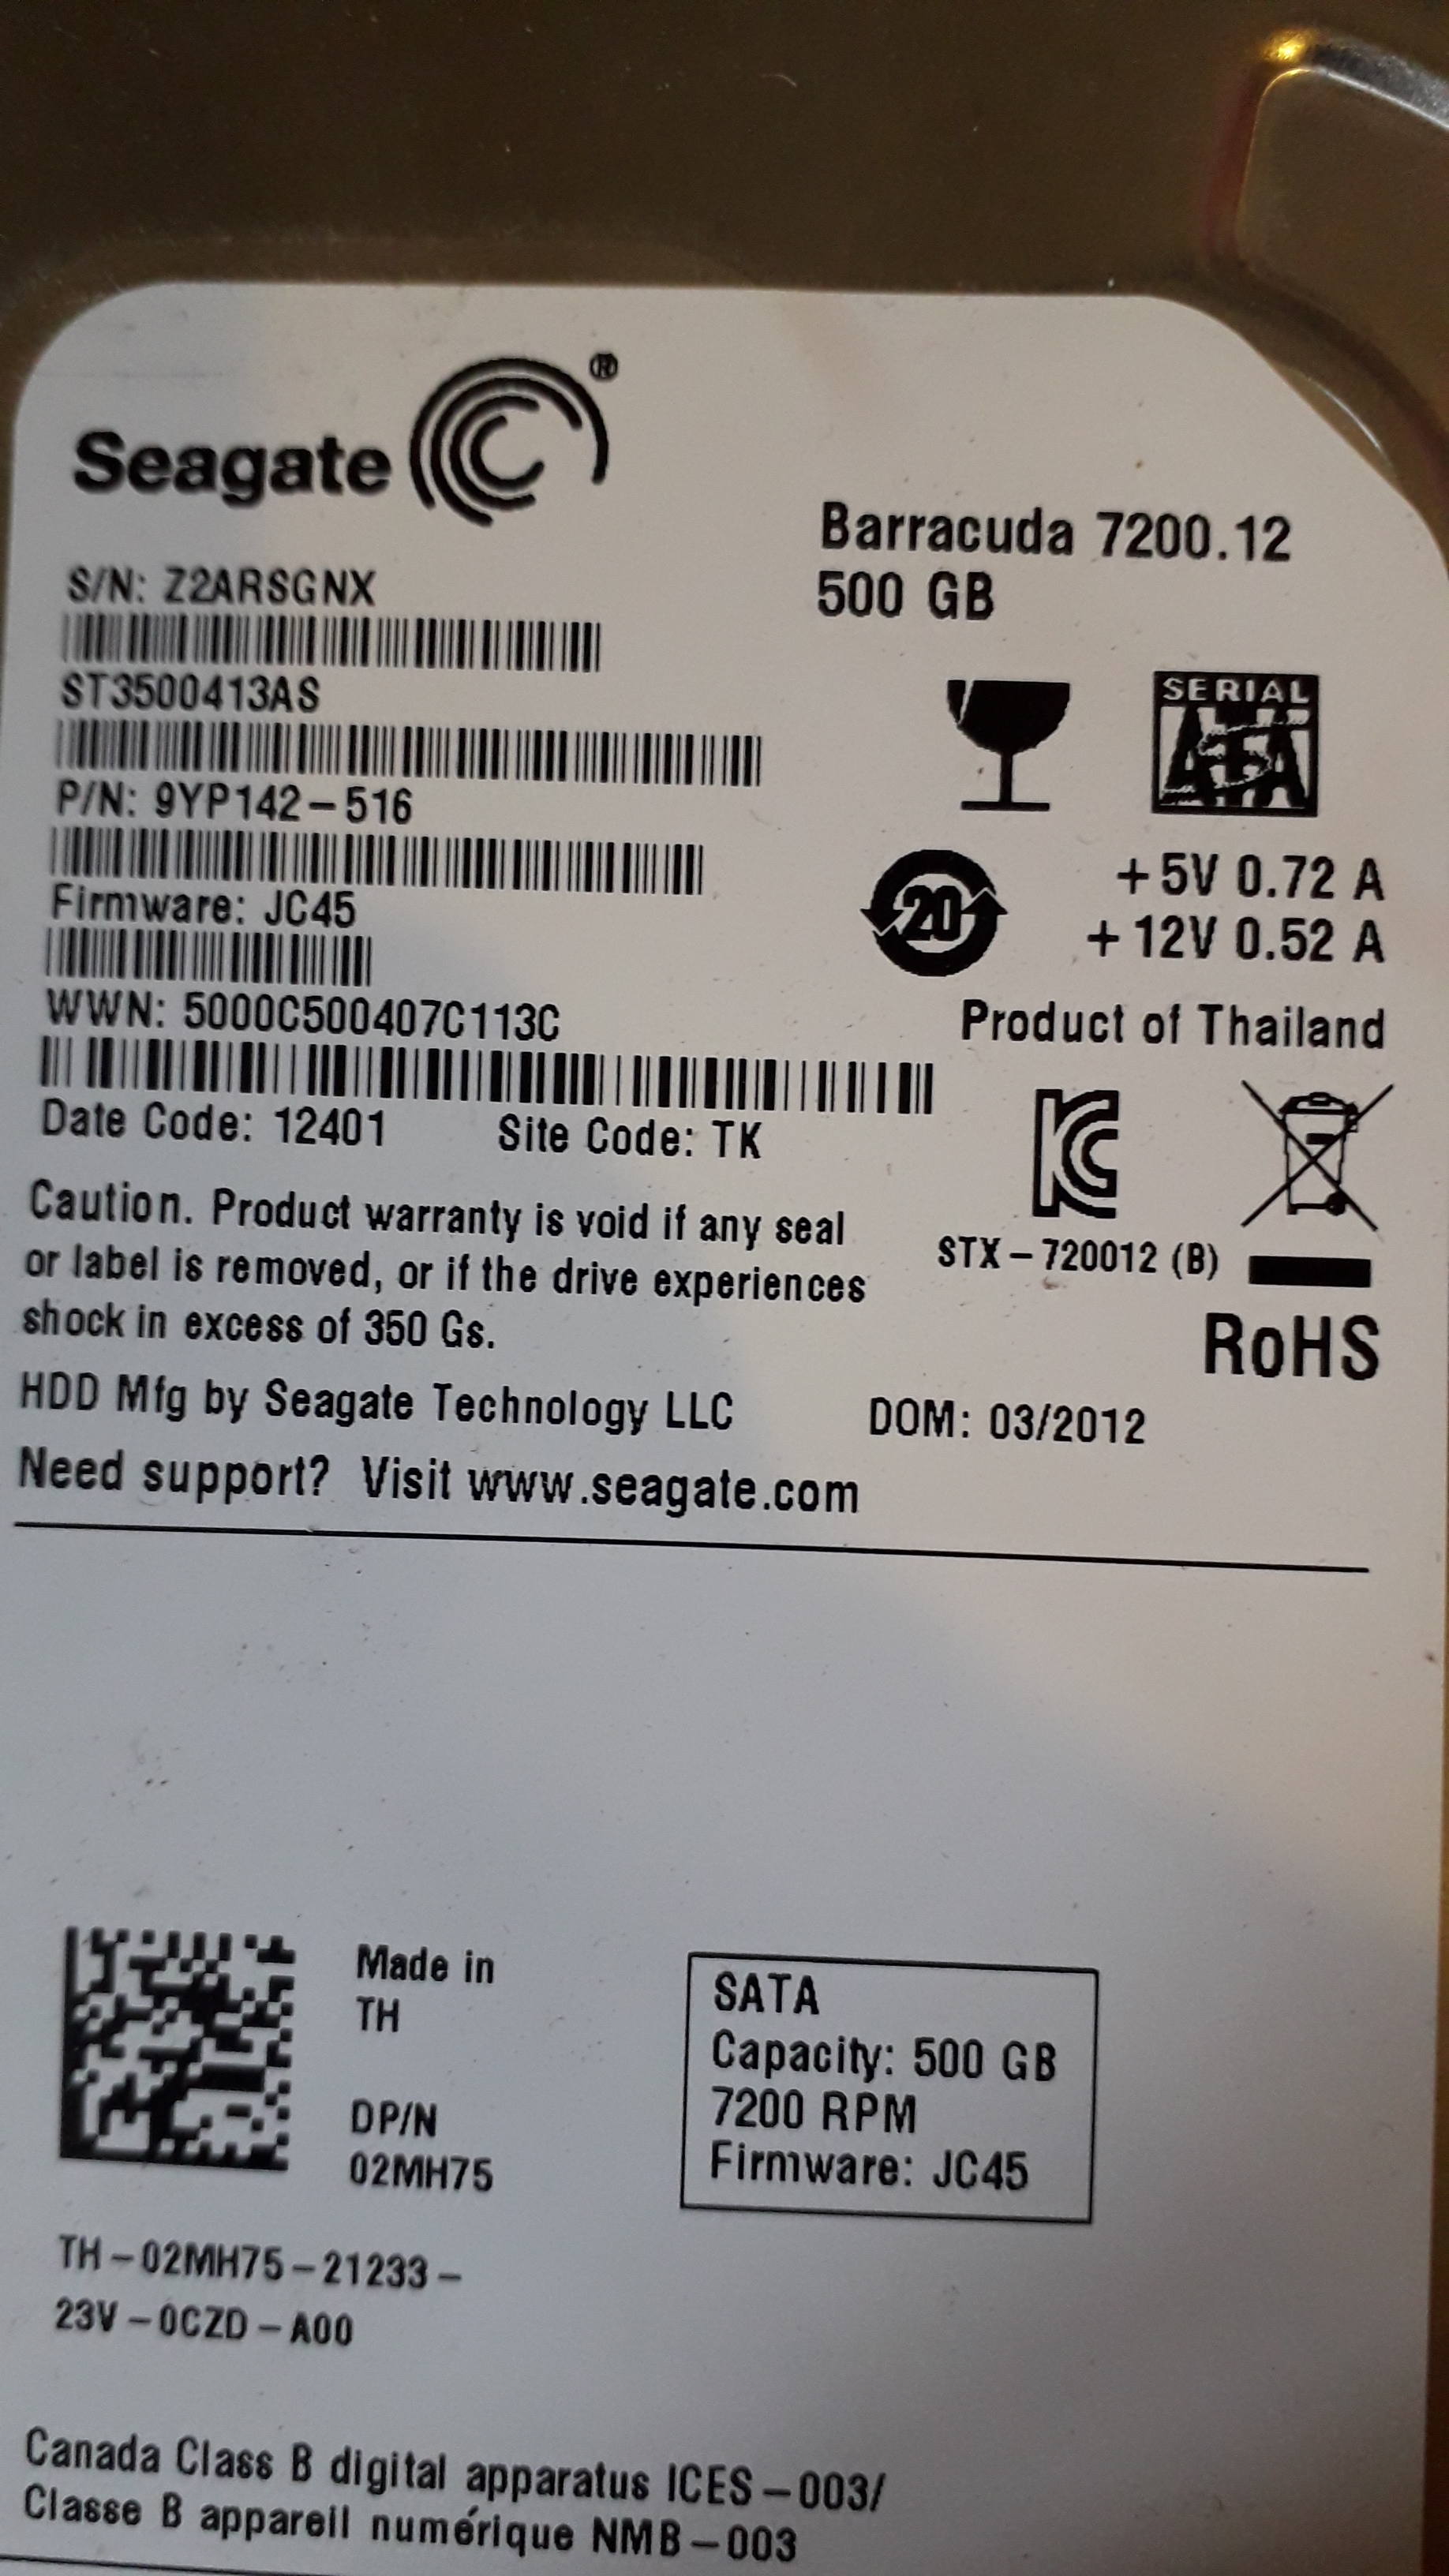 Seagate®
Barracuda 7200.12
500 GB
S/N: Z2ARSGNX
ST3500413AS
P/N: 9YP142-516
Firmware: JC45
WWN: 5000C500407C113C
Date Code: 12401 Site Code: TK
SERIAL
ATA
20
+5V 0.72 A
+12V 0.52 A
Product of Thailand
STX-720012 (B)
RoHS
Caution. Product warranty is void if any seal
or label is removed, or if the drive experiences
shock in excess of 350 Gs.
HDD Mfg by Seagate Technology LLC DOM: 03/2012
Need support? Visit www.seagate.com
Made in
TH
DP/N
02MH75
SATA
Capacity: 500 GB
7200 RPM
Firmware: JC45
TH-02MH75-21233-
23V-0CZD-A00
Canada Class B digital apparatus ICES-003/
Classe B appareil numérique NMB-003